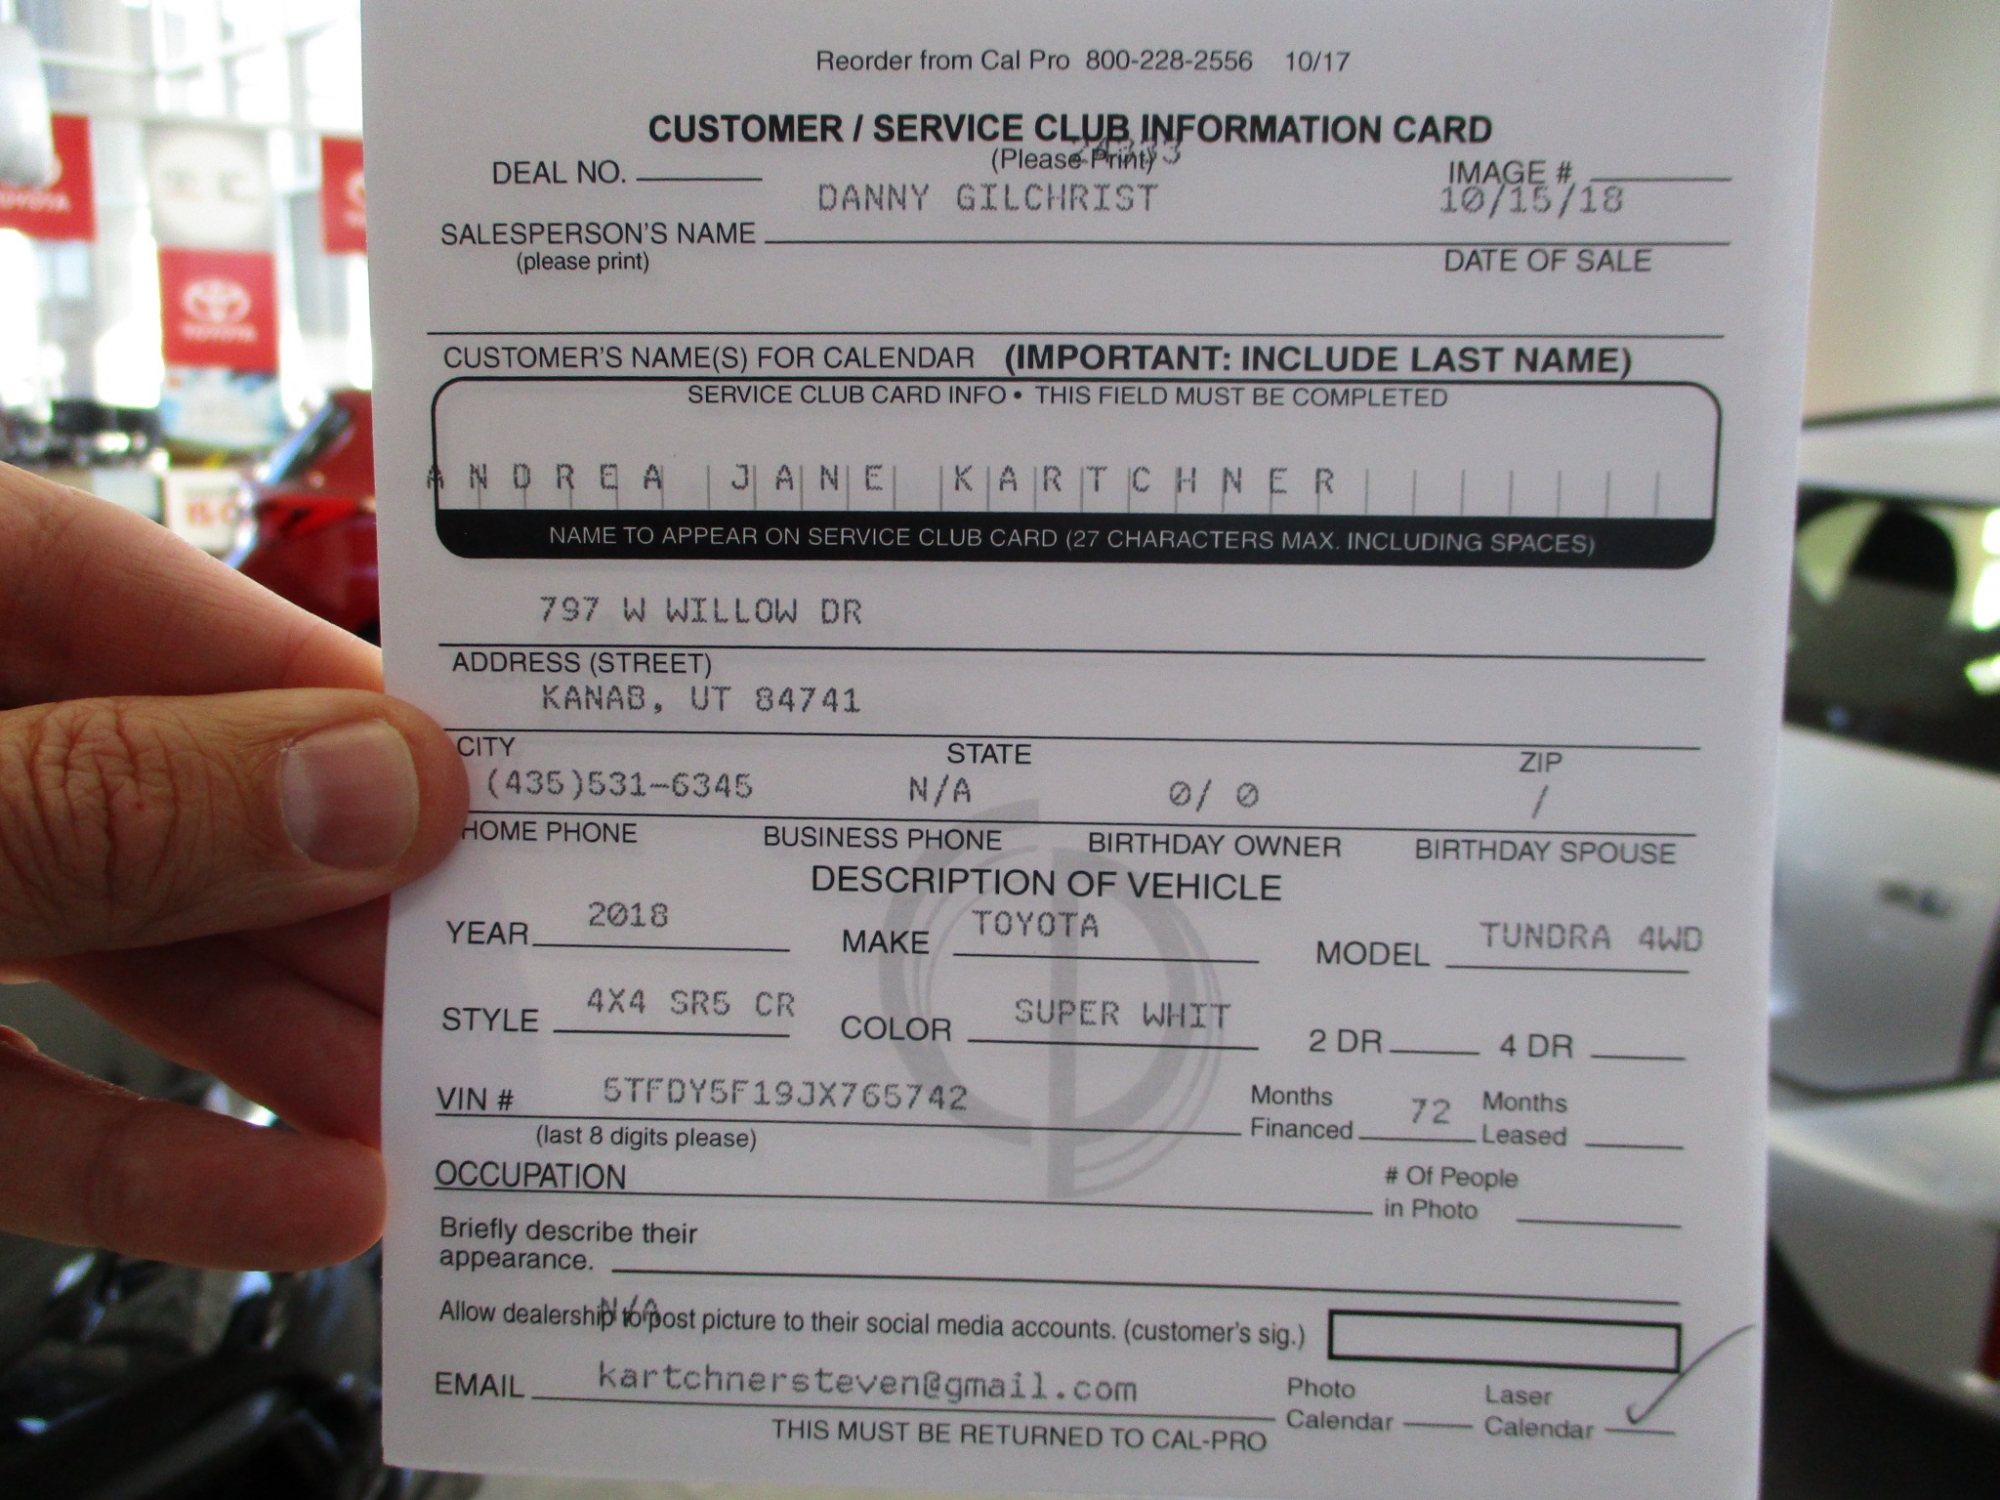 Reorder from Cal Pro 800-228-2556 10/17
CUSTOMER / SERVICE CLUB INFORMATION CARD
(Please Print)
DEAL NO. IMAGE #
DANNY GILCHRIST 10/15/18
SALESPERSON'S NAME
(please print) DATE OF SALE
CUSTOMER'S NAME(S) FOR CALENDAR (IMPORTANT: INCLUDE LAST NAME)
SERVICE CLUB CARD INFO • THIS FIELD MUST BE COMPLETED
ANDREA JANE KARTCHNER
NAME TO APPEAR ON SERVICE CLUB CARD (27 CHARACTERS MAX. INCLUDING SPACES)
797 W WILLOW DR
ADDRESS (STREET)
KANAB, UT 84741
CITY STATE ZIP
(435)531-6345 N/A 0/ 0 /
HOME PHONE BUSINESS PHONE BIRTHDAY OWNER BIRTHDAY SPOUSE
DESCRIPTION OF VEHICLE
YEAR 2018 MAKE TOYOTA MODEL TUNDRA 4WD
STYLE 4X4 SR5 CR COLOR SUPER WHIT 2 DR 4 DR
VIN # 5TFDY5F19JX765742 Months Financed 72 Months Leased
(last 8 digits please)
OCCUPATION # Of People in Photo
Briefly describe their
appearance.
N/A
Allow dealership to post picture to their social media accounts. (customer's sig.)
EMAIL kartchnersteven@gmail.com Photo Calendar Laser Calendar
THIS MUST BE RETURNED TO CAL-PRO
TOYOTA
TOYOTA